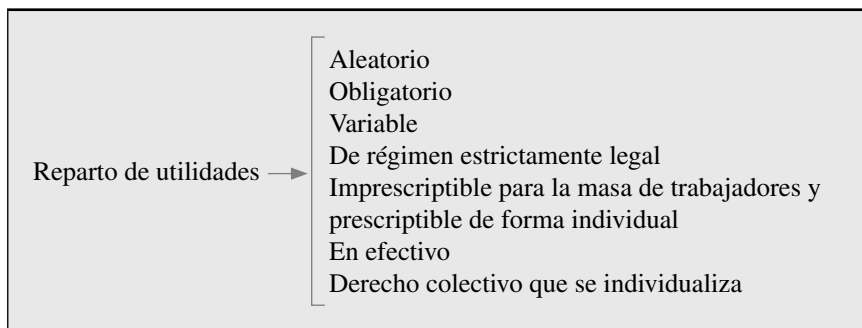 Reparto de utilidades
Aleatorio
Obligatorio
Variable
De régimen estrictamente legal
Imprescriptible para la masa de trabajadores y
prescriptible de forma individual
En efectivo
Derecho colectivo que se individualiza